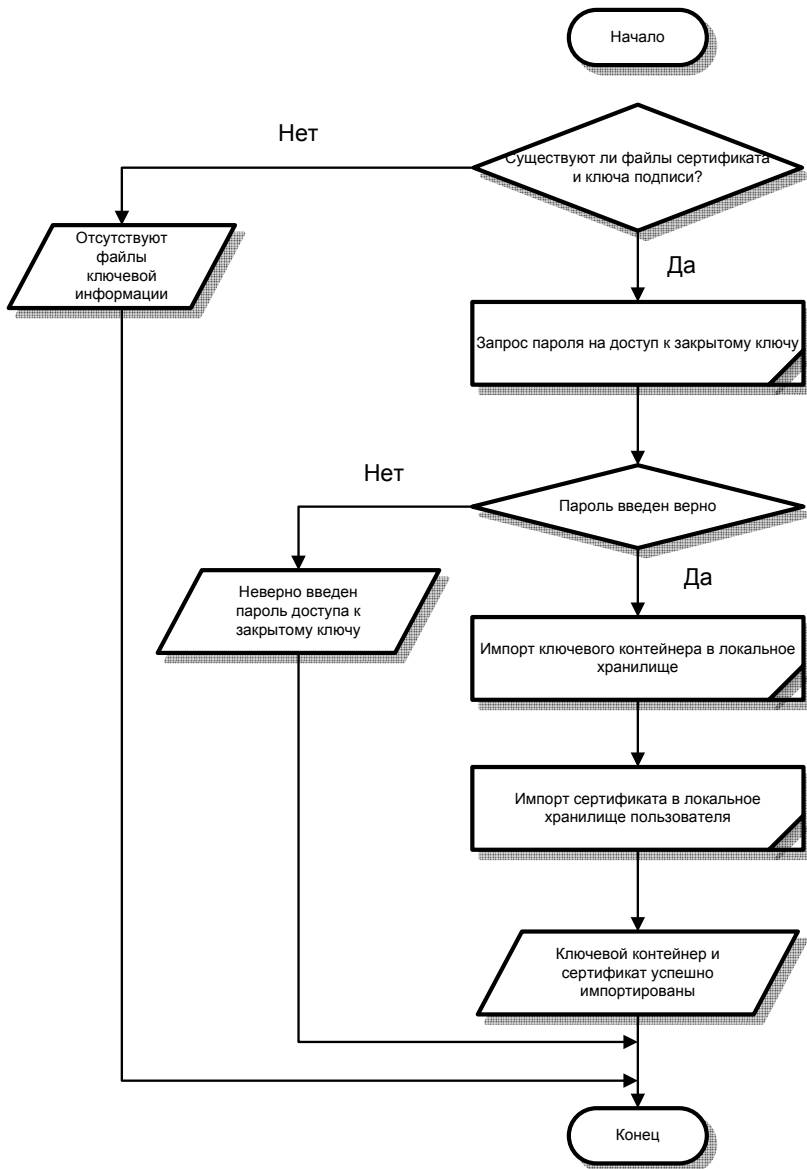 Начало
Нет
Существуют ли файлы сертификата
и ключа подписи?
Отсутствуют
файлы
ключевой
информации
Да
Запрос пароля на доступ к закрытому ключу
Нет
Пароль введен верно
Да
Неверно введен
пароль доступа к
закрытому ключу
Импорт ключевого контейнера в локальное
хранилище
Импорт сертификата в локальное
хранилище пользователя
Ключевой контейнер и
сертификат успешно
импортированы
Конец